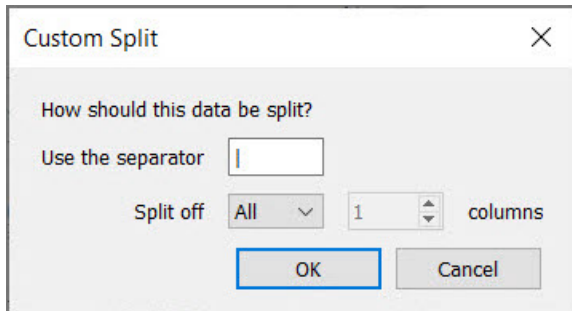 Custom Split
How should this data be split?
Use the separator |
Split off All 1 columns
OK Cancel